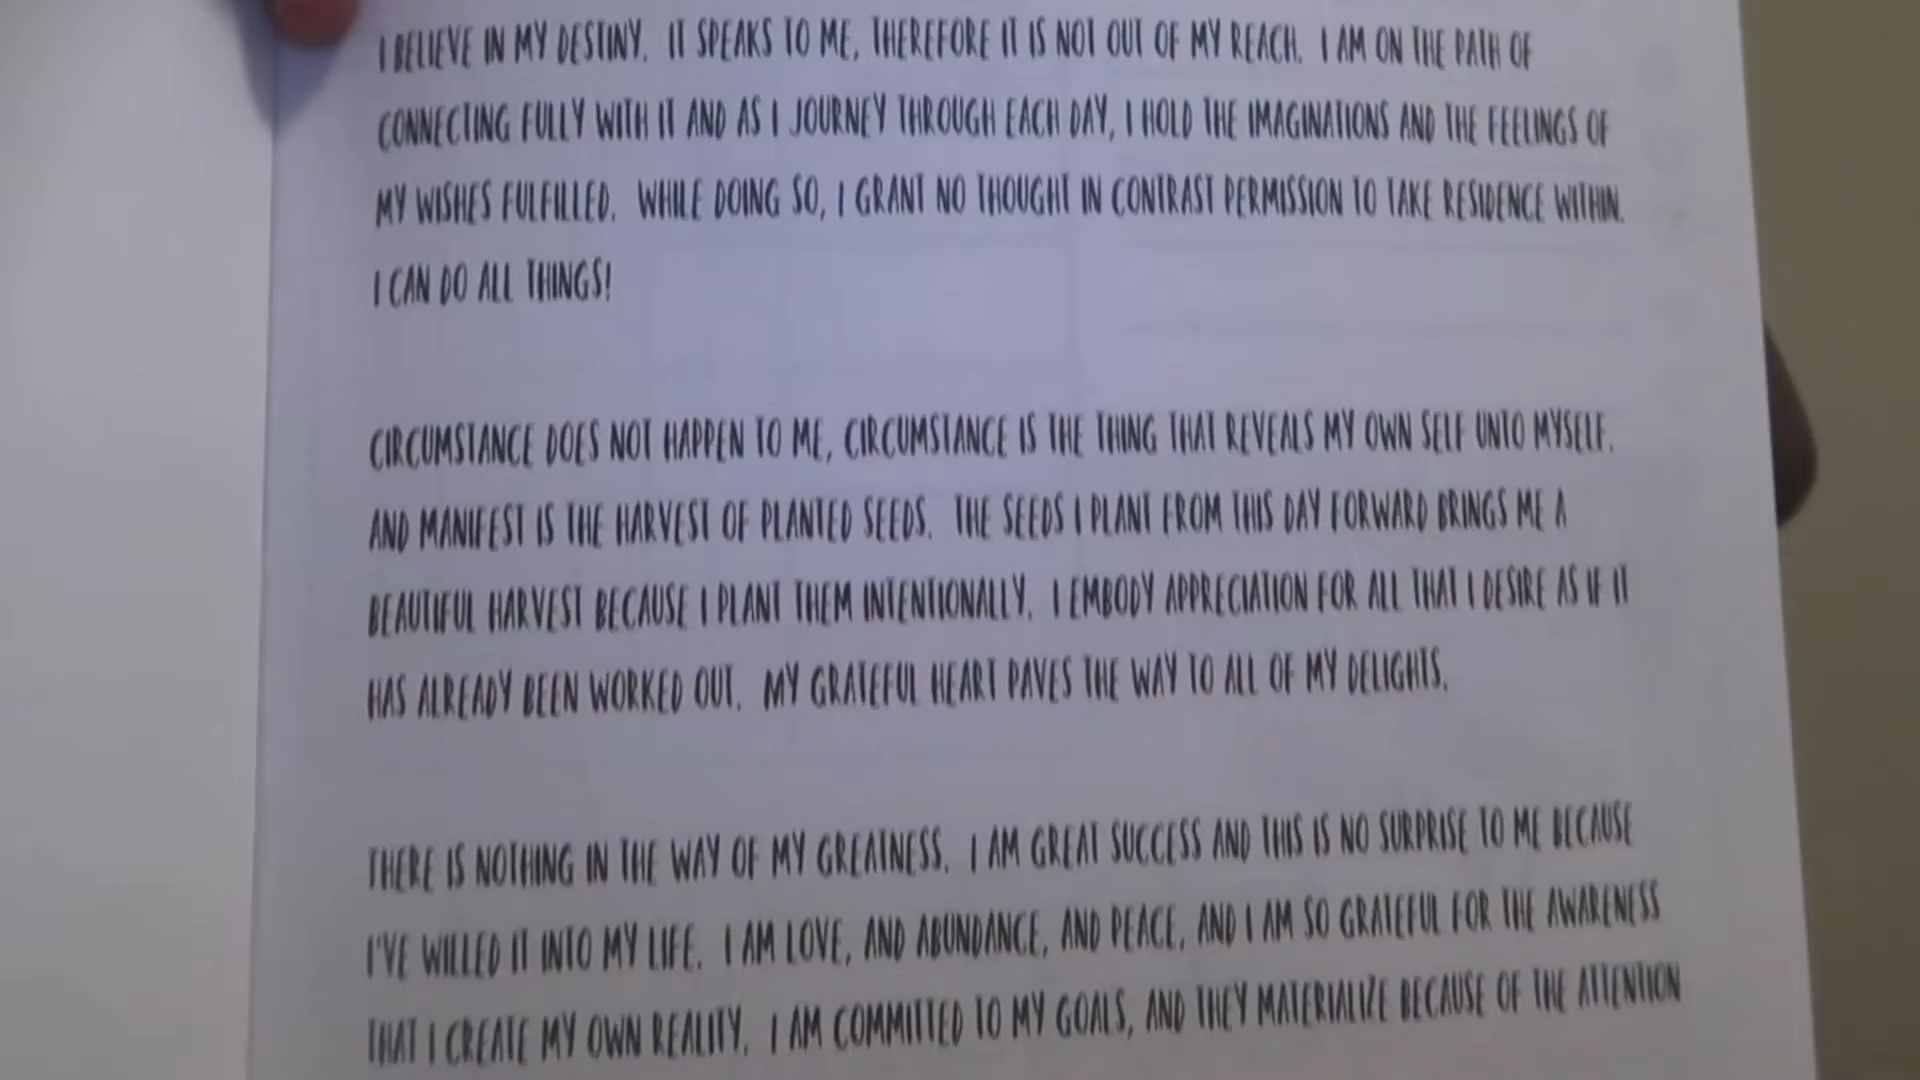 I BELIEVE IN MY DESTINY. IT SPEAKS TO ME, THEREFORE IT IS NOT OUT OF MY REACH. I AM ON THE PATH OF
CONNECTING FULLY WITH IT AND AS I JOURNEY THROUGH EACH DAY, I HOLD THE IMAGINATIONS AND THE FEELINGS OF
MY WISHES FULFILLED. WHILE DOING SO, I GRANT NO THOUGHT IN CONTRAST PERMISSION TO TAKE RESIDENCE WITHIN.
I CAN DO ALL THINGS!
CIRCUMSTANCE DOES NOT HAPPEN TO ME, CIRCUMSTANCE IS THE THING THAT REVEALS MY OWN SELF UNTO MYSELF.
AND MANIFEST IS THE HARVEST OF PLANTED SEEDS. THE SEEDS I PLANT FROM THIS DAY FORWARD BRINGS ME A
BEAUTIFUL HARVEST BECAUSE I PLANT THEM INTENTIONALLY. I EMBODY APPRECIATION FOR ALL THAT I DESIRE AS IF IT
HAS ALREADY BEEN WORKED OUT. MY GRATEFUL HEART PAVES THE WAY TO ALL OF MY DELIGHTS.
THERE IS NOTHING IN THE WAY OF MY GREATNESS. I AM GREAT SUCCESS AND THIS IS NO SURPRISE TO ME BECAUSE
I'VE WILLED IT INTO MY LIFE. I AM LOVE, AND ABUNDANCE, AND PEACE, AND I AM SO GRATEFUL FOR THE AWARENESS
THAT I CREATE MY OWN REALITY. I AM COMMITTED TO MY GOALS, AND THEY MATERIALIZE BECAUSE OF THE ATTENTION